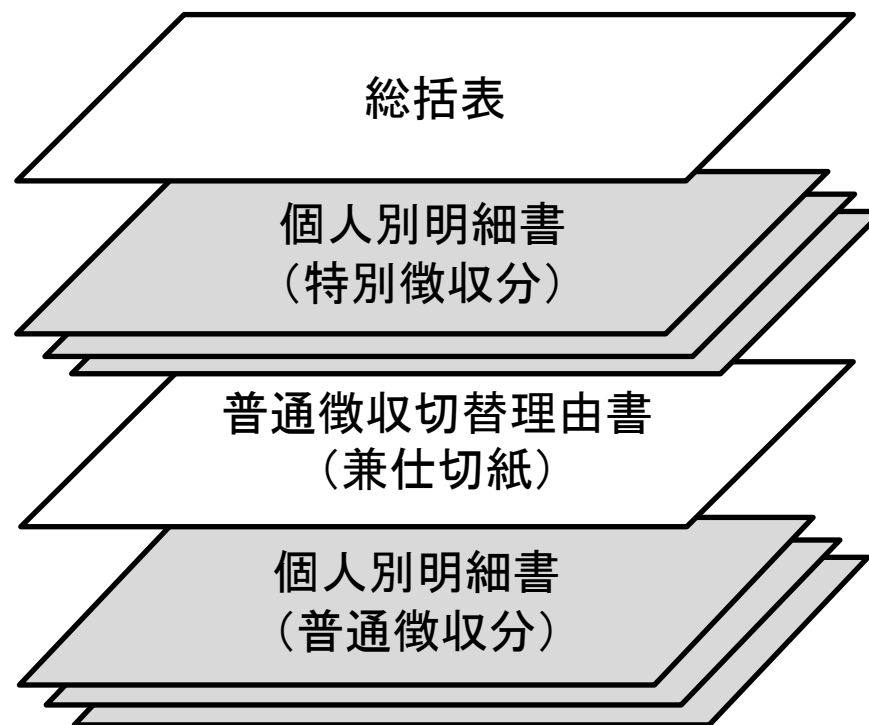 総括表
個人別明細書
（特別徴収分）
普通徴収切替理由書
（兼仕切紙）
個人別明細書
（普通徴収分）